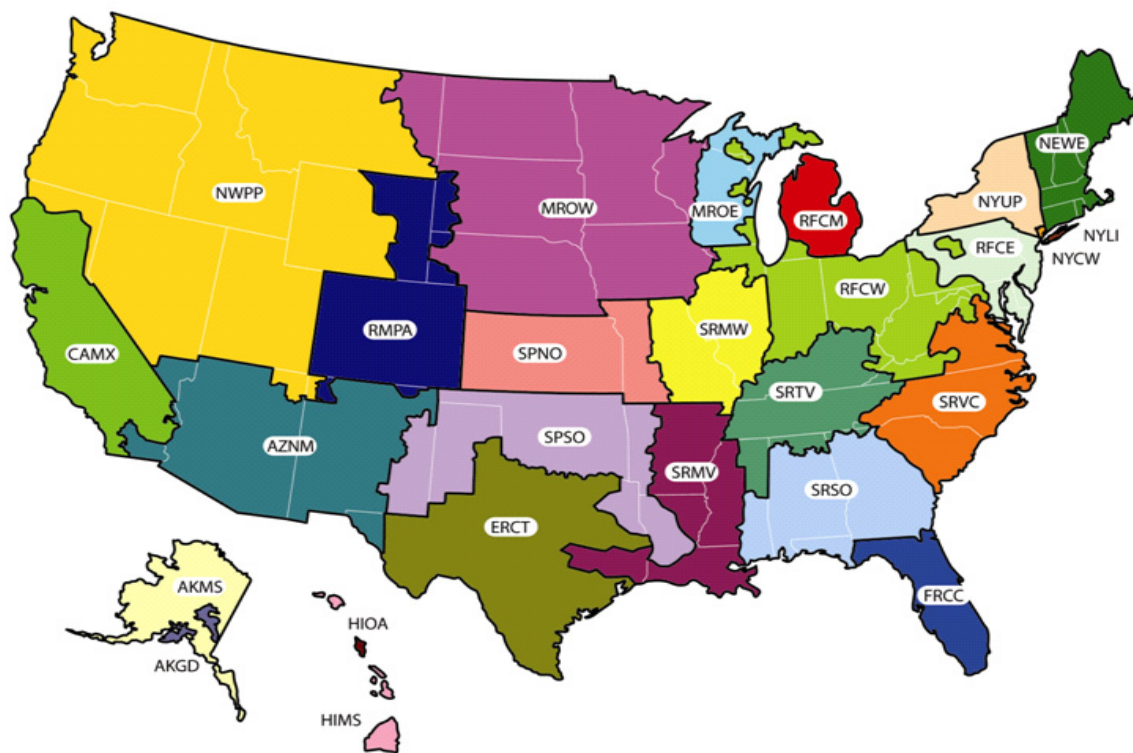 NEWE
NWPP
NYUP
MROW
MROE
RFCM
NYLI
RFCE
NYCW
RFCW
RMPA
SRMW
CAMX
SPNO
SRTV
SRVC
SPSO
AZNM
SRMV
SRSO
ERCT
AKMS
FRCC
HIOA
AKGD
HIMS